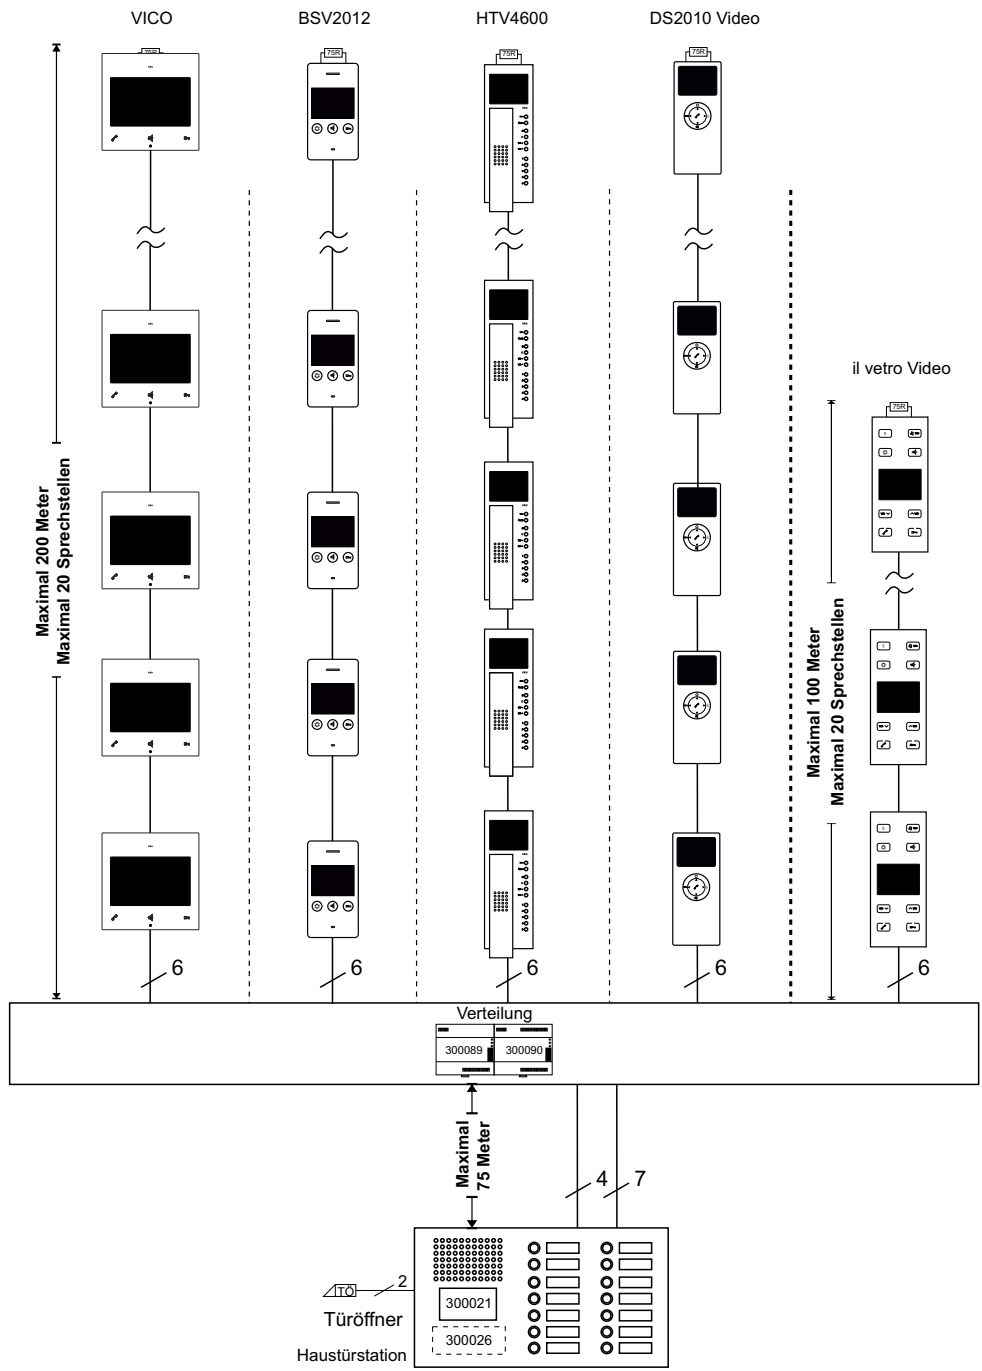 VICO
BSV2012
HTV4600
DS2010 Video
75R
75R
75R
75R
il vetro Video
75R
Maximal 200 Meter
Maximal 20 Sprechstellen
Maximal 100 Meter
Maximal 20 Sprechstellen
6
6
6
6
6
Verteilung
300089
300090
Maximal
75 Meter
4
7
TÖ
2
Türöffner
300021
300026
Haustürstation